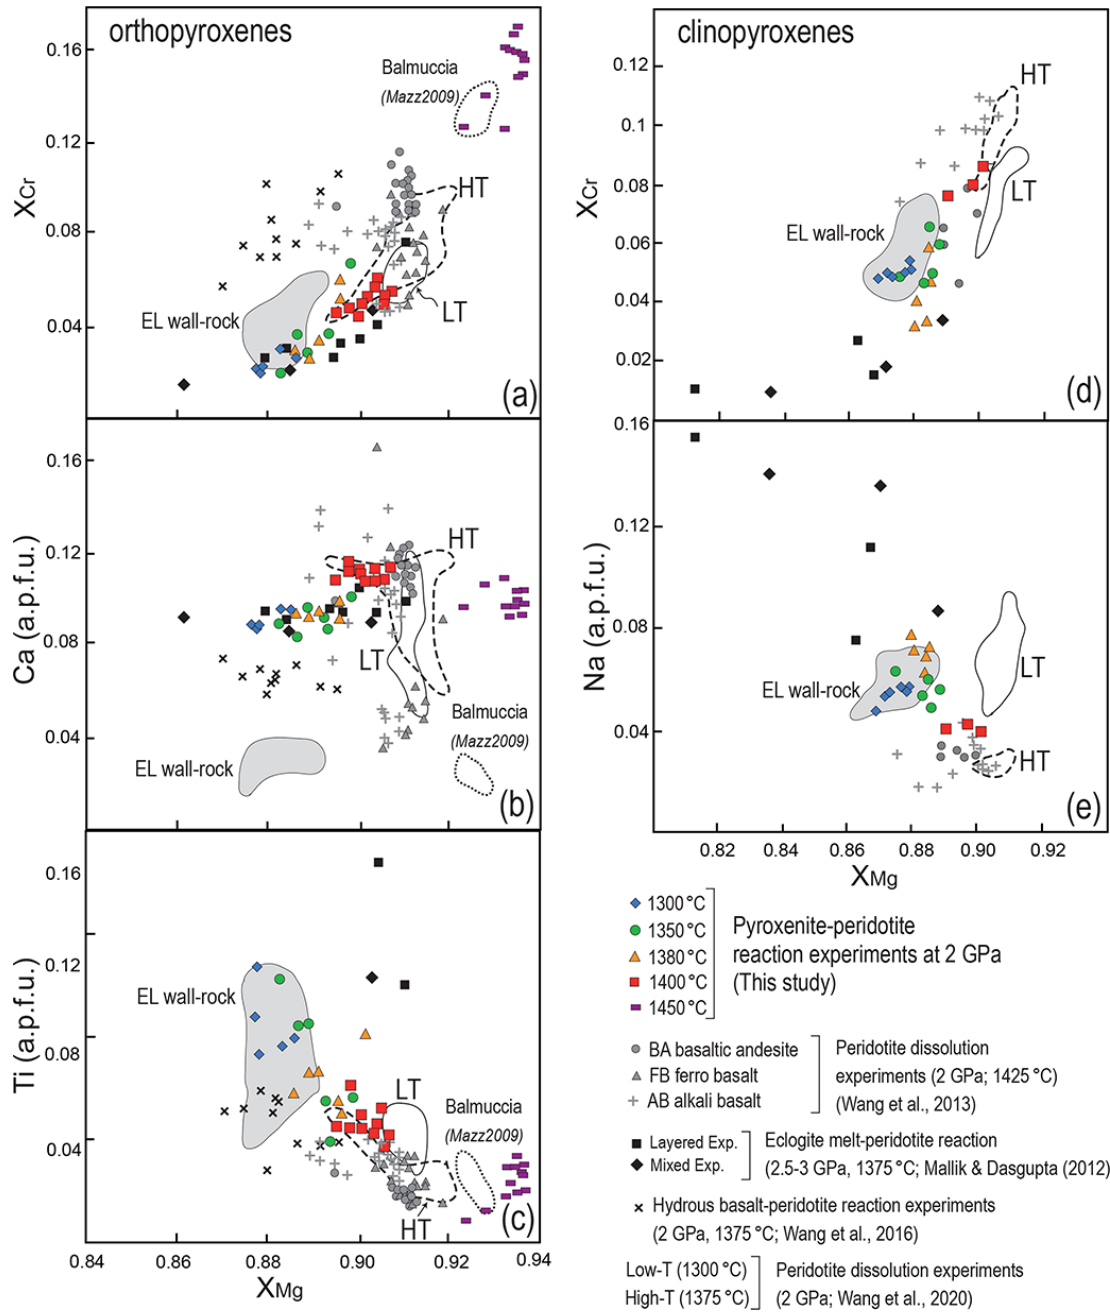 orthopyroxenes
0.16
0.12
0.08
0.04
XCr
Balmuccia
(Mazz2009)
HT
LT
EL wall-rock
(a)
clinopyroxenes
0.12
0.1
0.08
0.06
0.04
0.02
XCr
HT
LT
EL wall-rock
(d)
0.16
0.12
0.08
0.04
Ca (a.p.f.u.)
HT
LT
Balmuccia
(Mazz2009)
EL wall-rock
(b)
0.16
0.12
0.08
0.04
Na (a.p.f.u.)
LT
EL wall-rock
HT
(e)
0.82
0.84
0.86
0.88
0.90
0.92
XMg
0.16
0.12
0.08
0.04
Ti (a.p.f.u.)
EL wall-rock
LT
Balmuccia
(Mazz2009)
HT
(c)
0.84
0.86
0.88
0.90
0.92
0.94
XMg
1300 °C
1350 °C
1380 °C
1400 °C
1450 °C
Pyroxenite-peridotite
reaction experiments at 2 GPa
(This study)
BA basaltic andesite
FB ferro basalt
AB alkali basalt
Peridotite dissolution
experiments (2 GPa; 1425 °C)
(Wang et al., 2013)
Layered Exp.
Mixed Exp.
Eclogite melt-peridotite reaction
(2.5-3 GPa, 1375 °C; Mallik & Dasgupta (2012)
Hydrous basalt-peridotite reaction experiments
(2 GPa, 1375 °C; Wang et al., 2016)
Low-T (1300 °C)
High-T (1375 °C)
Peridotite dissolution experiments
(2 GPa; Wang et al., 2020)